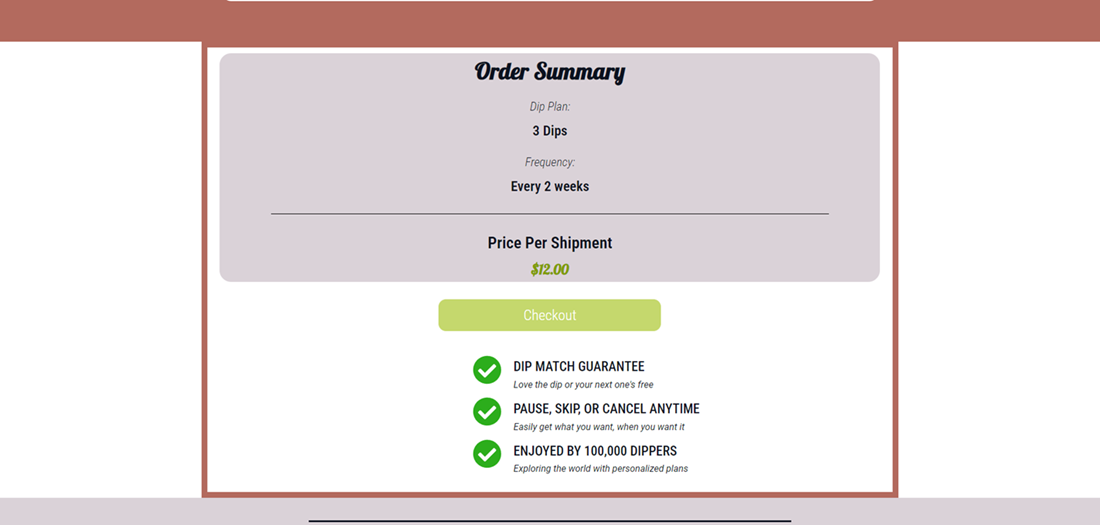 Order Summary
Dip Plan:
3 Dips
Frequency:
Every 2 weeks
Price Per Shipment
$12.00
Checkout
DIP MATCH GUARANTEE
Love the dip or your next one's free
PAUSE, SKIP, OR CANCEL ANYTIME
Easily get what you want, when you want it
ENJOYED BY 100,000 DIPPERS
Exploring the world with personalized plans